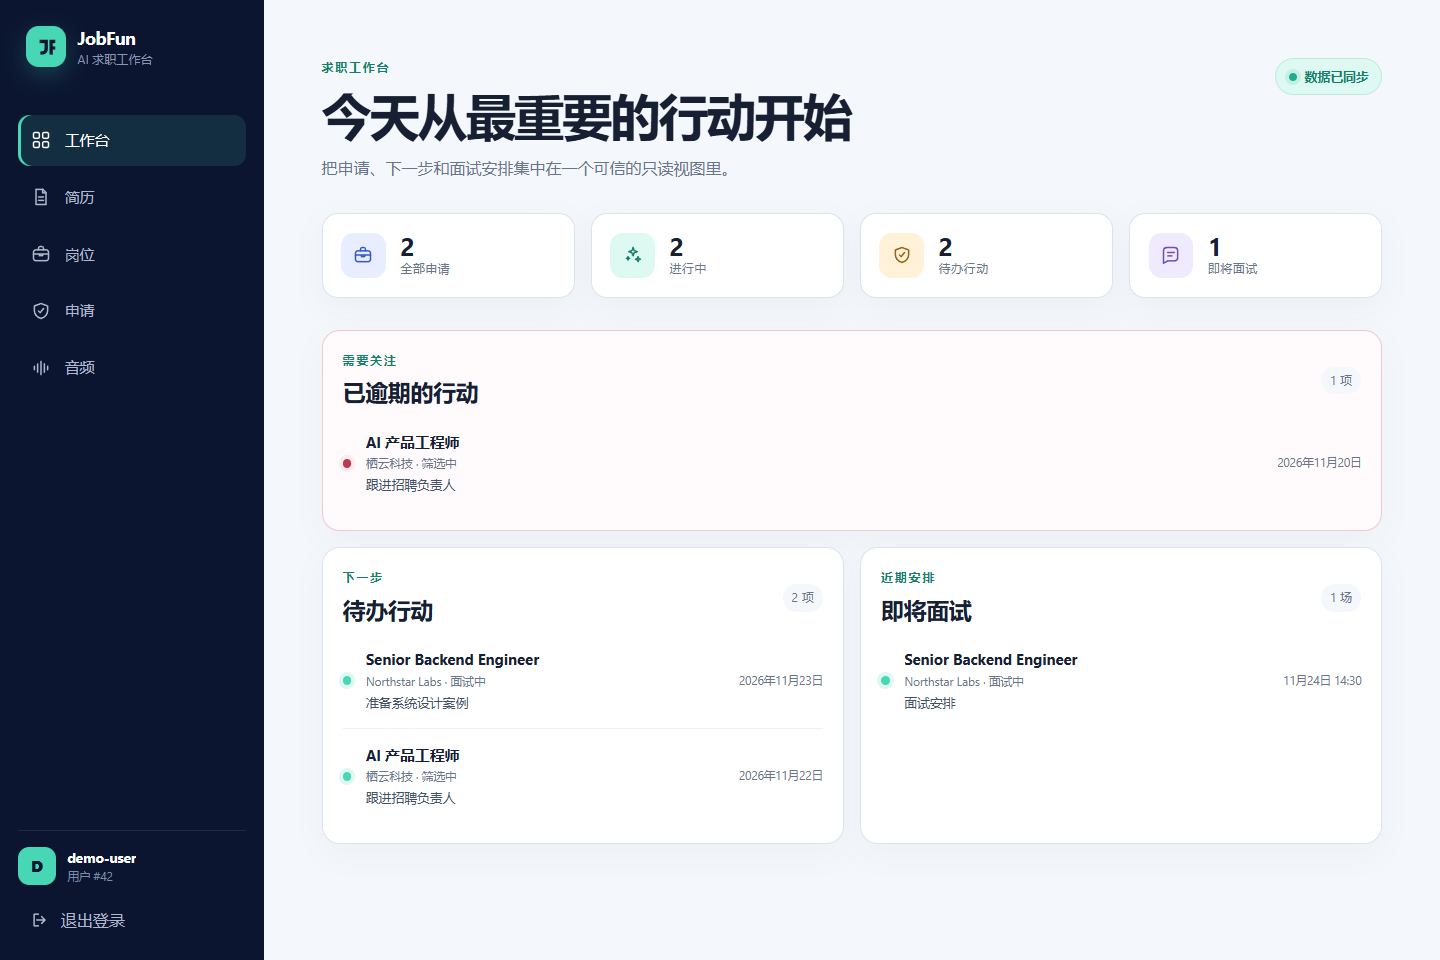 JF
JobFun
AI 求职工作台
工作台
简历
岗位
申请
音频
D
demo-user
用户 #42
退出登录
求职工作台
数据已同步
今天从最重要的行动开始
把申请、下一步和面试安排集中在一个可信的只读视图里。
2
全部申请
2
进行中
2
待办行动
1
即将面试
需要关注
已逾期的行动
1 项
AI 产品工程师
栖云科技 · 筛选中
跟进招聘负责人
2026年11月20日
下一步
待办行动
2 项
Senior Backend Engineer
Northstar Labs · 面试中
准备系统设计案例
2026年11月23日
AI 产品工程师
栖云科技 · 筛选中
跟进招聘负责人
2026年11月22日
近期安排
即将面试
1 场
Senior Backend Engineer
Northstar Labs · 面试中
面试安排
11月24日 14:30